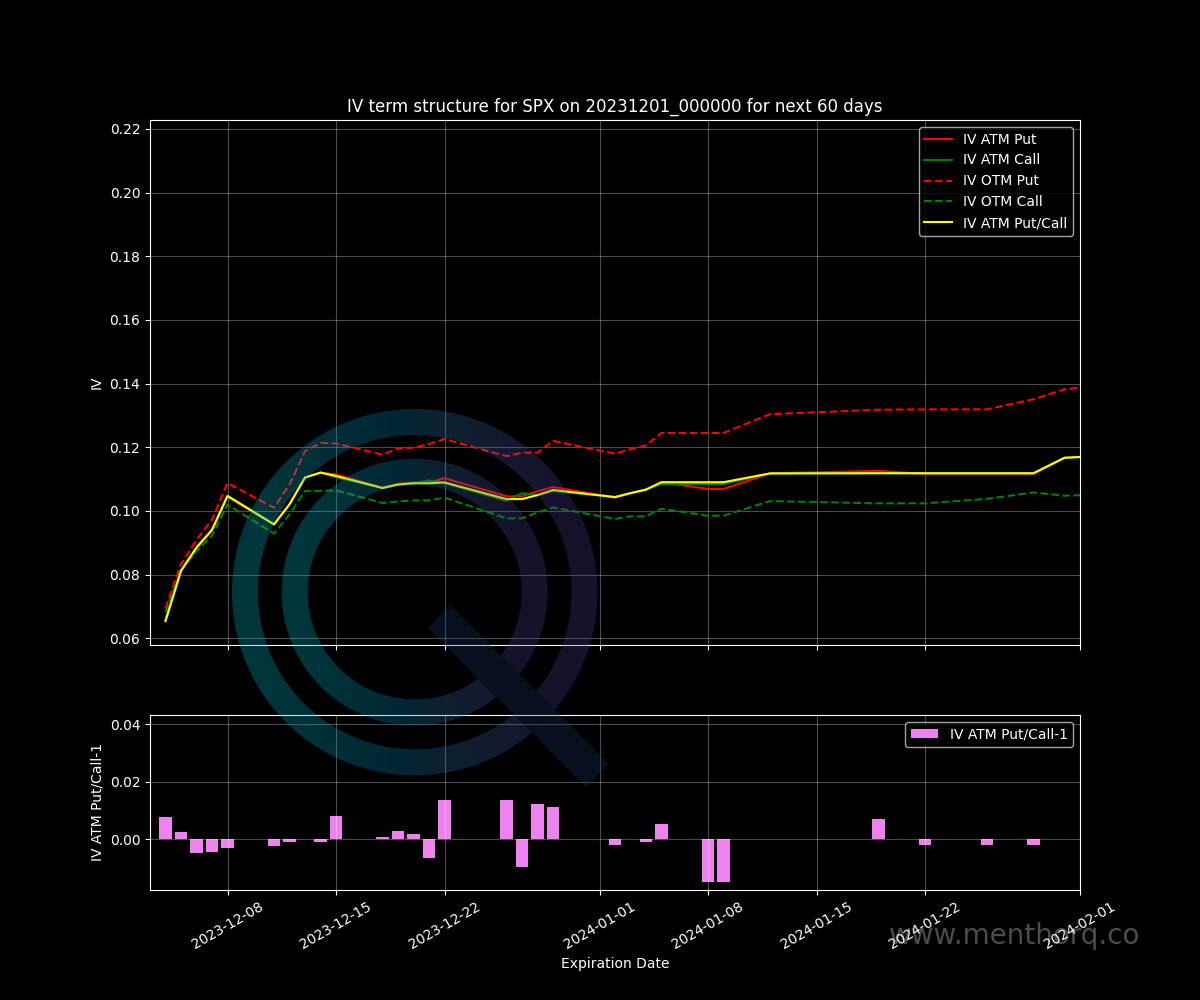 IV term structure for SPX on 20231201_000000 for next 60 days
IV ATM Put
IV ATM Call
IV OTM Put
IV OTM Call
IV ATM Put/Call
IV
0.22
0.20
0.18
0.16
0.14
0.12
0.10
0.08
0.06
IV ATM Put/Call-1
IV ATM Put/Call-1
0.04
0.02
0.00
2023-12-08
2023-12-15
2023-12-22
2024-01-01
2024-01-08
2024-01-15
2024-01-22
2024-02-01
www.menthorq.co
Expiration Date